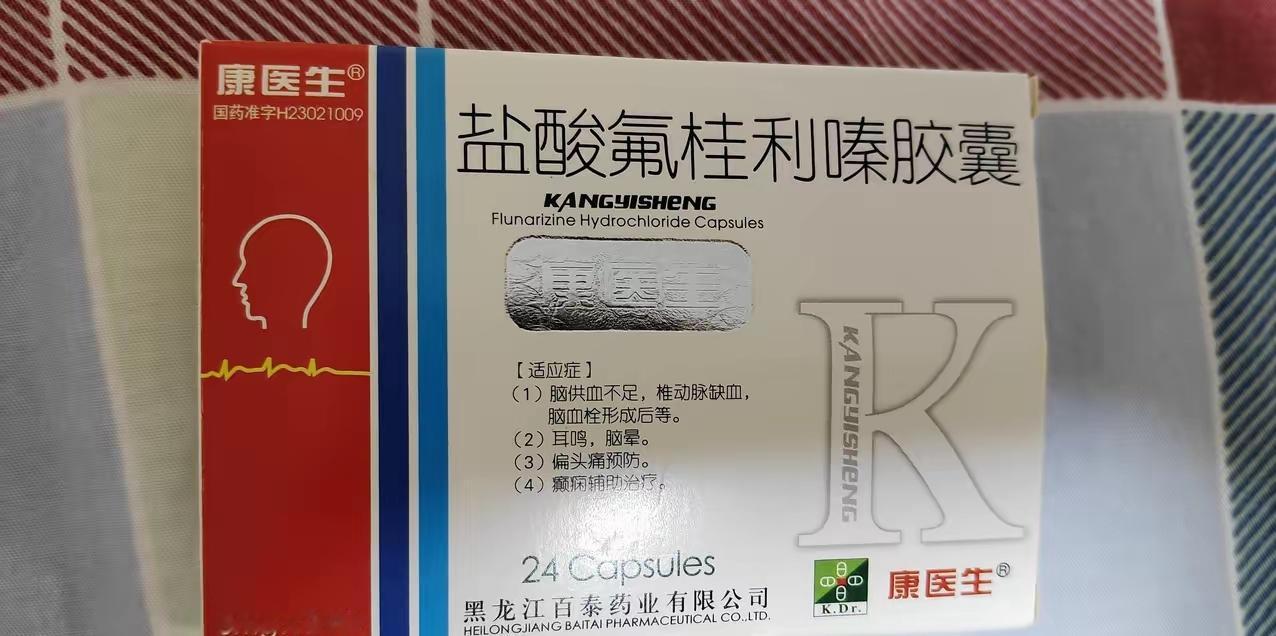 康医生®
国药准字H23021009
盐酸氟桂利嗪胶囊
KANGYISHENG
Flunarizine Hydrochloride Capsules
康医生
【适应症】
（1）脑供血不足，椎动脉缺血，
脑血栓形成后等。
（2）耳鸣，脑晕。
（3）偏头痛预防。
（4）癫痫辅助治疗。
KANGYISHENG
K
24 Capsules
黑龙江百泰药业有限公司
HEILONGJIANG BAITAI PHARMACEUTICAL CO.,LTD.
K.Dr.
康医生®